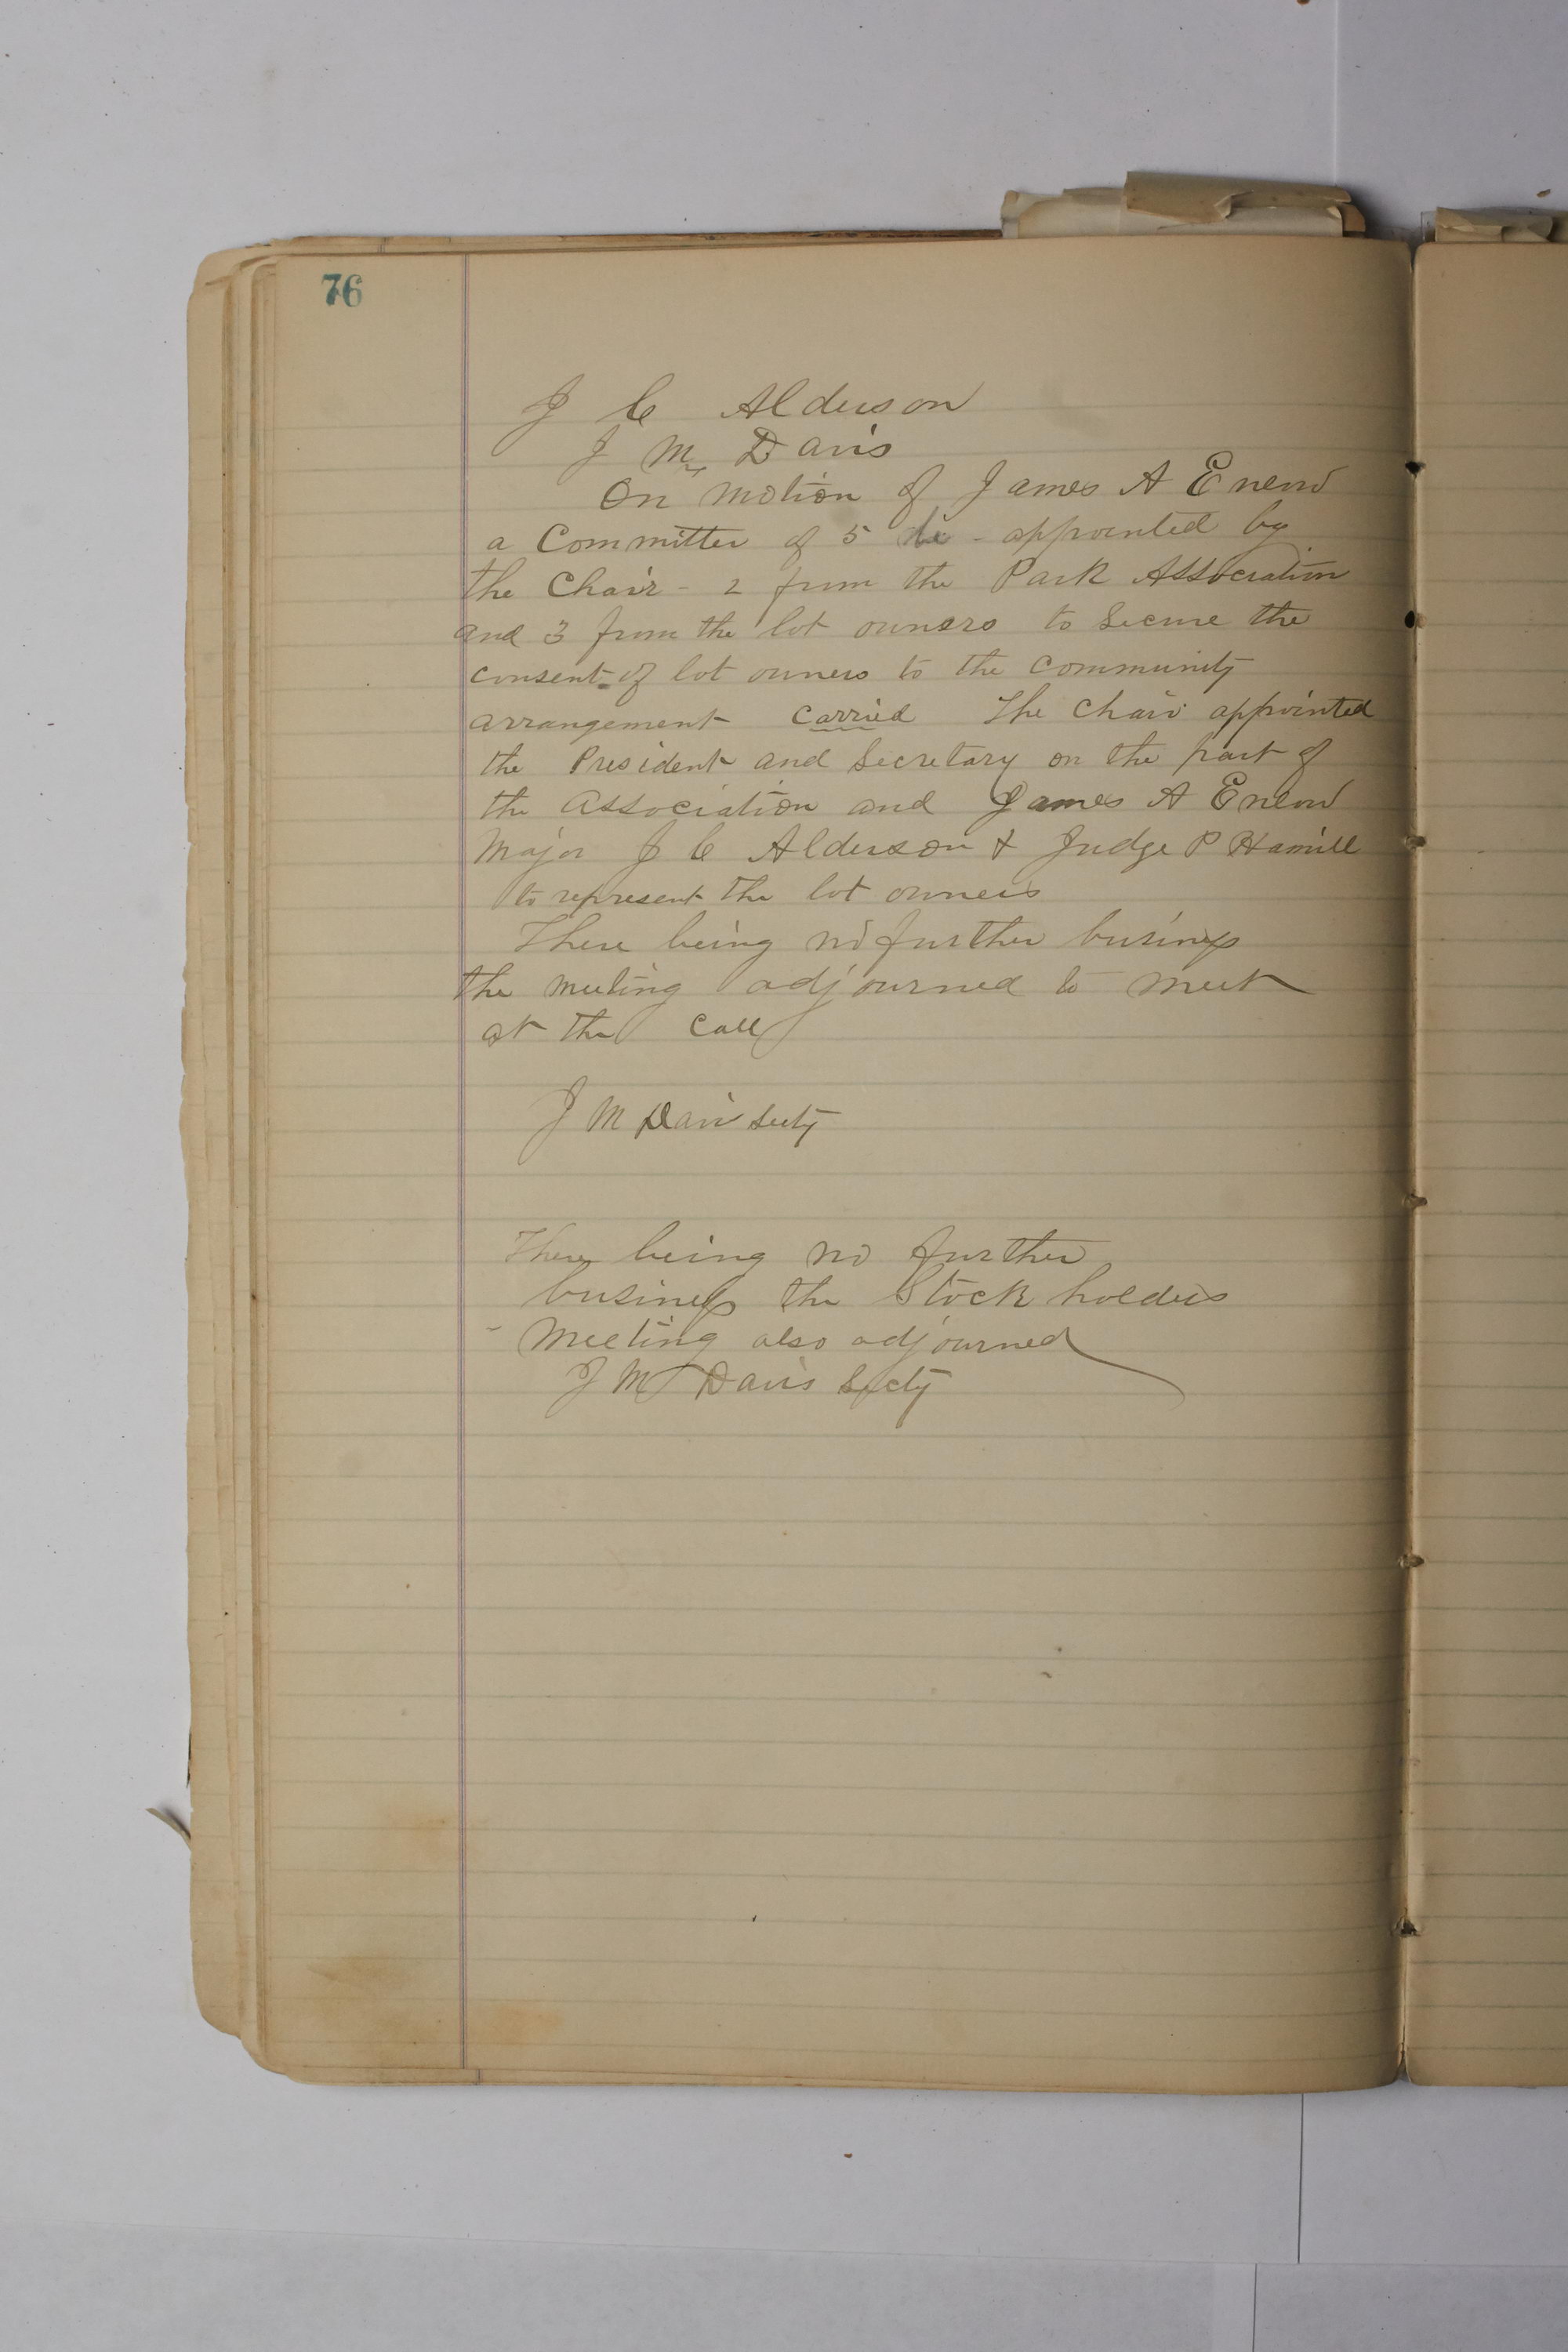 76
J C Alderson
J M Davis
On motion of James A Enlow
a Committee of 5 be - appointed by
the Chair - 2 from the Park Association
and 3 from the lot owners to secure the
consent of lot owners to the community
arrangement carried The Chair appointed
the President and Secretary on the part of
the Association and James A Enlow
Major J C Alderson & Judge P Hamill
to represent the lot owners
There being no further business
the meeting adjourned to meet
at the call
J M Davis Secty
There being no further
business the Stock holders
Meeting also adjourned
J M Davis Secty